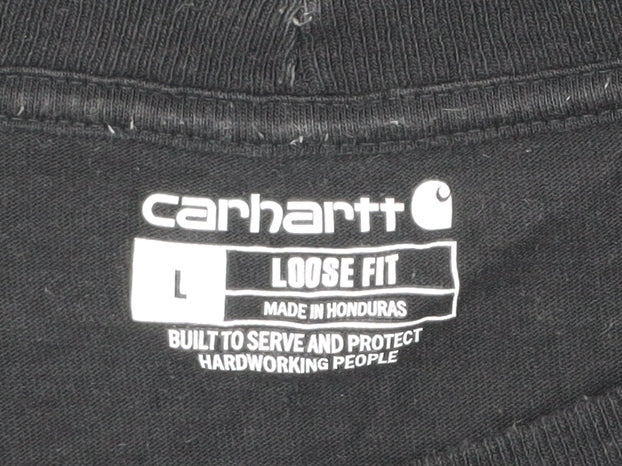 carhartt
L
LOOSE FIT
MADE IN HONDURAS
BUILT TO SERVE AND PROTECT
HARDWORKING PEOPLE